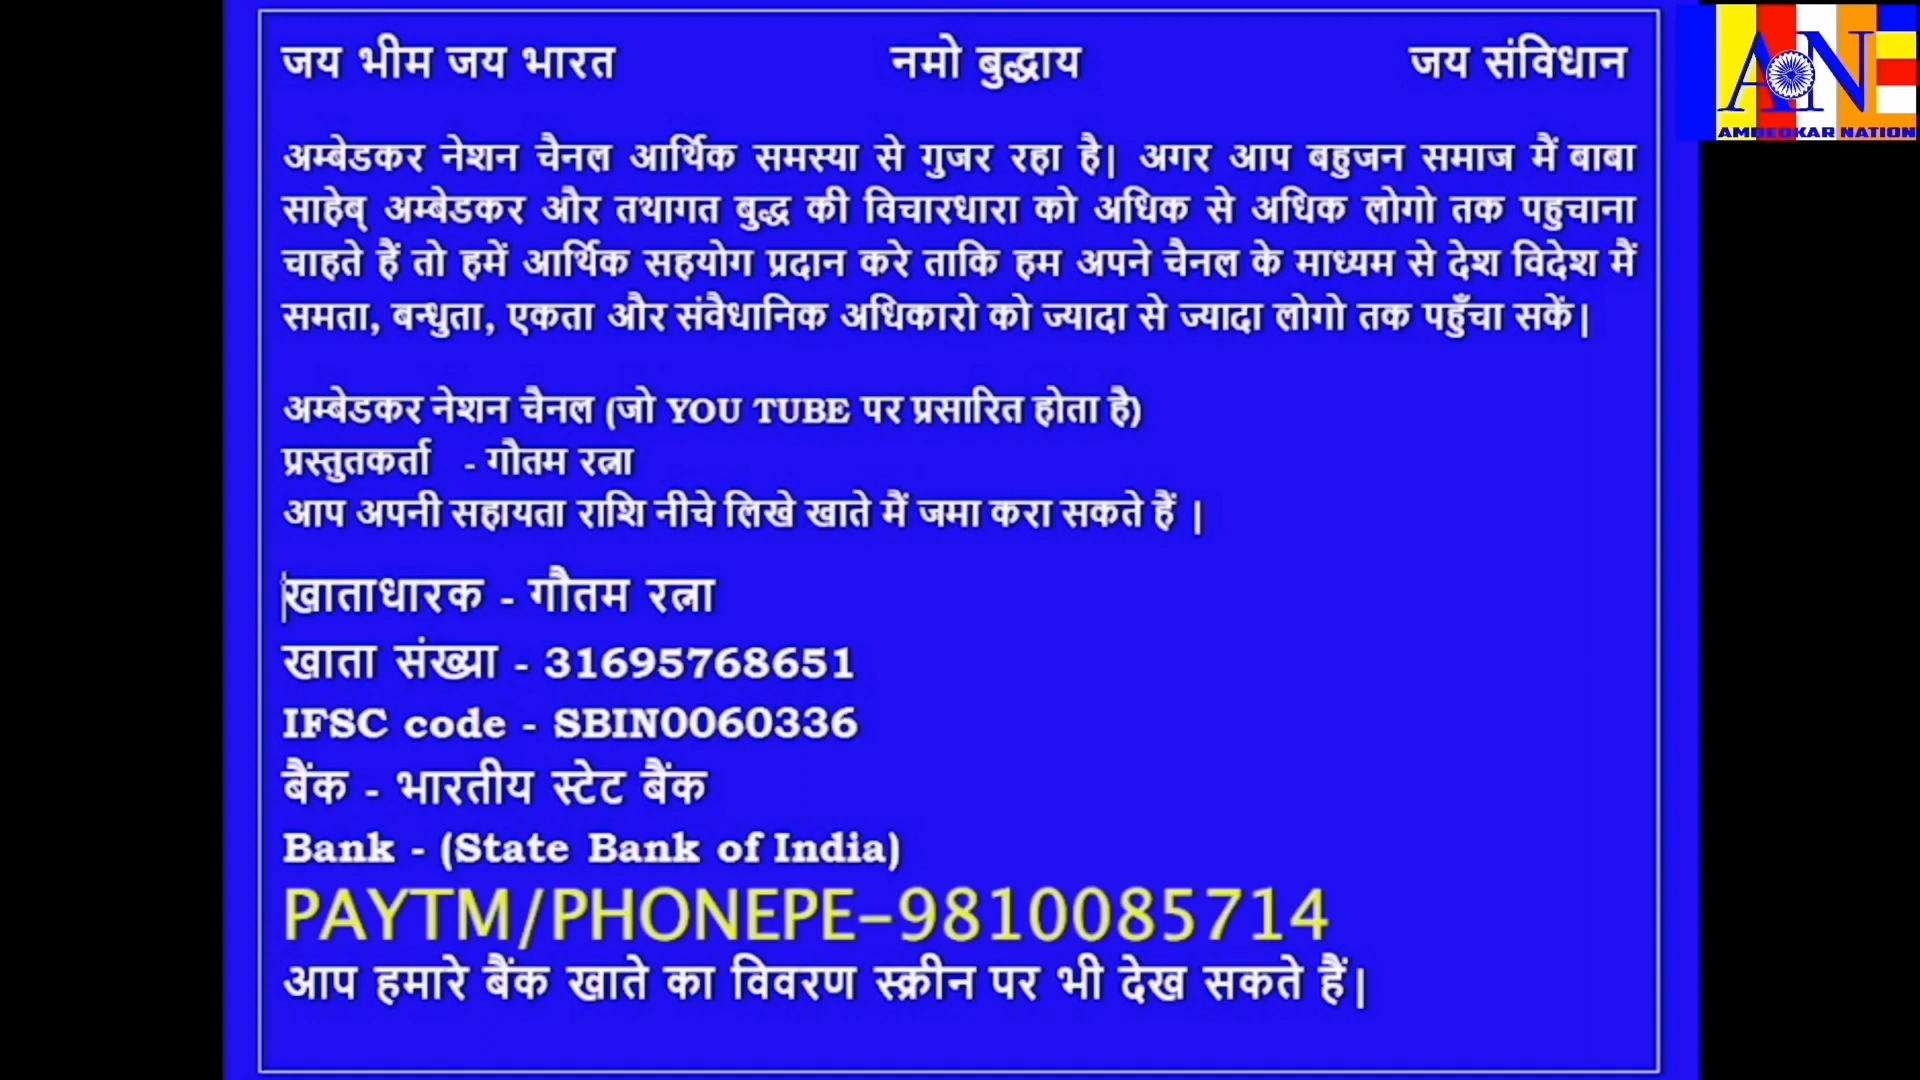 जय भीम जय भारत नमो बुद्धाय जय संविधान
AN
AMBEDKAR NATION
अम्बेडकर नेशन चैनल आर्थिक समस्या से गुजर रहा है| अगर आप बहुजन समाज मैं बाबा
साहेब् अम्बेडकर और तथागत बुद्ध की विचारधारा को अधिक से अधिक लोगो तक पहुचाना
चाहते हैं तो हमें आर्थिक सहयोग प्रदान करे ताकि हम अपने चैनल के माध्यम से देश विदेश मैं
समता, बन्धुता, एकता और संवैधानिक अधिकारो को ज्यादा से ज्यादा लोगो तक पहुँचा सकें|
अम्बेडकर नेशन चैनल (जो YOU TUBE पर प्रसारित होता है)
प्रस्तुतकर्ता - गौतम रत्ना
आप अपनी सहायता राशि नीचे लिखे खाते मैं जमा करा सकते हैं |
खाताधारक - गौतम रत्ना
खाता संख्या - 31695768651
IFSC code - SBIN0060336
बैंक - भारतीय स्टेट बैंक
Bank - (State Bank of India)
PAYTM/PHONEPE-9810085714
आप हमारे बैंक खाते का विवरण स्क्रीन पर भी देख सकते हैं|